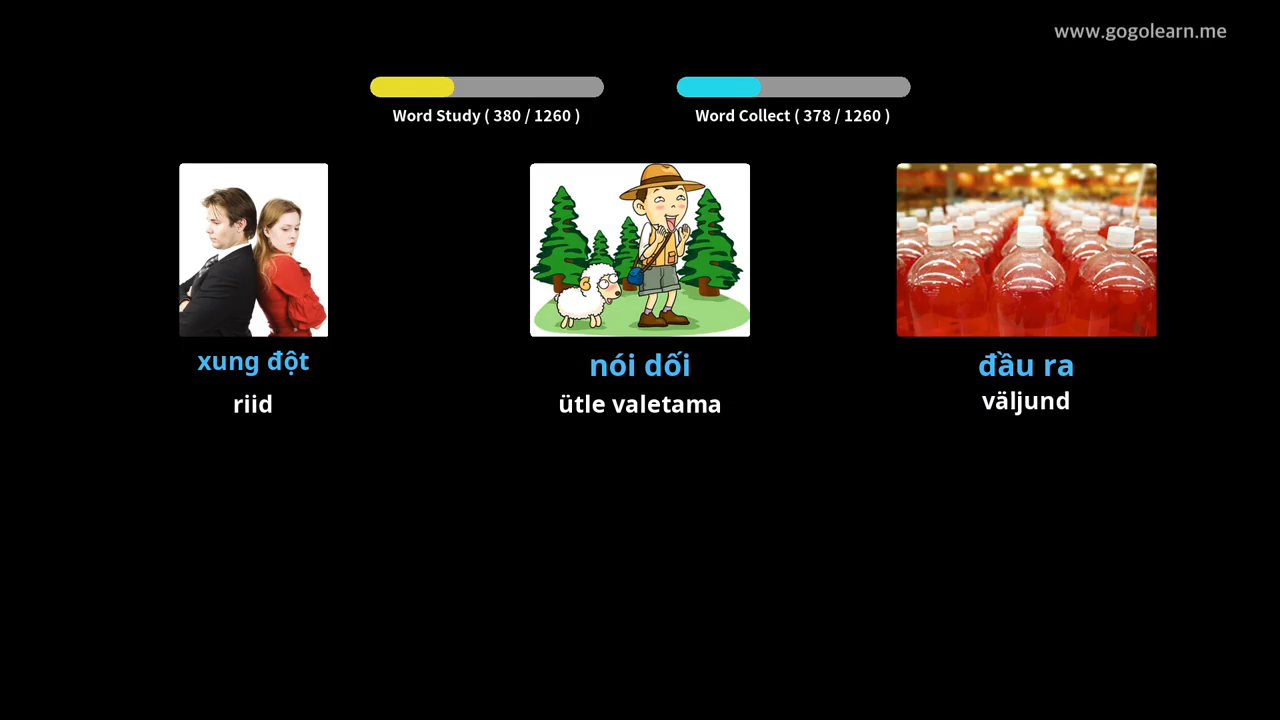 www.gogolearn.me
Word Study ( 380 / 1260 )
Word Collect ( 378 / 1260 )
xung đột
nói dối
đầu ra
riid
ütle valetama
väljund